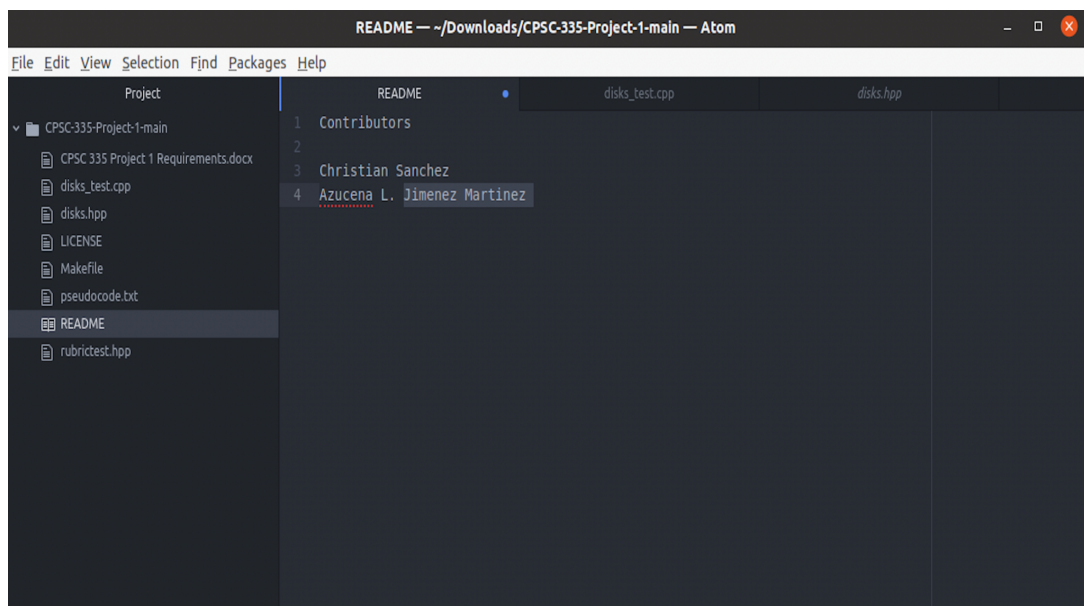 README — ~/Downloads/CPSC-335-Project-1-main — Atom
File Edit View Selection Find Packages Help
Project
README
disks_test.cpp
disks.hpp
CPSC-335-Project-1-main
CPSC 335 Project 1 Requirements.docx
disks_test.cpp
disks.hpp
LICENSE
Makefile
pseudocode.txt
README
rubrictest.hpp
1 Contributors
2
3 Christian Sanchez
4 Azucena L. Jimenez Martinez